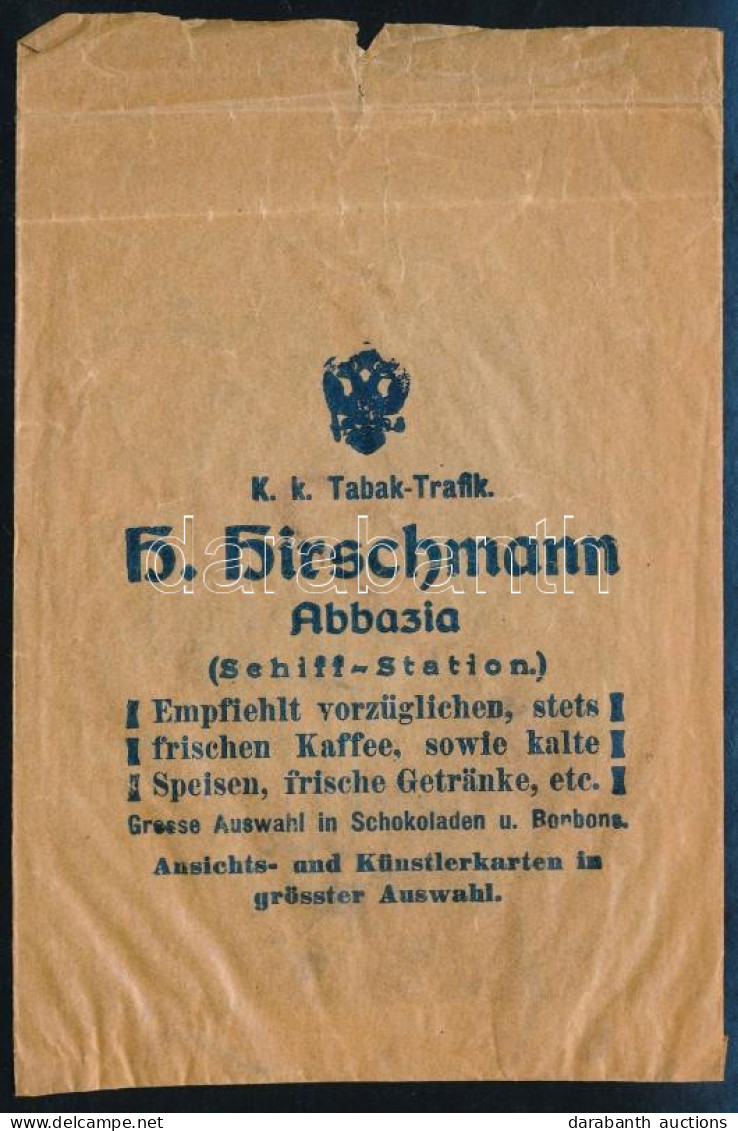 K. k. Tabak-Trafik.
H. Hirschmann
darabanth
Abbazia
(Schiff-Station.)
Empfiehlt vorzüglichen, stets
frischen Kaffee, sowie kalte
Speisen, frische Getränke, etc.
Grosse Auswahl in Schokoladen u. Bonbons.
Ansichts- und Künstlerkarten in
grösster Auswahl.
delcampe.net
darabanth auctions